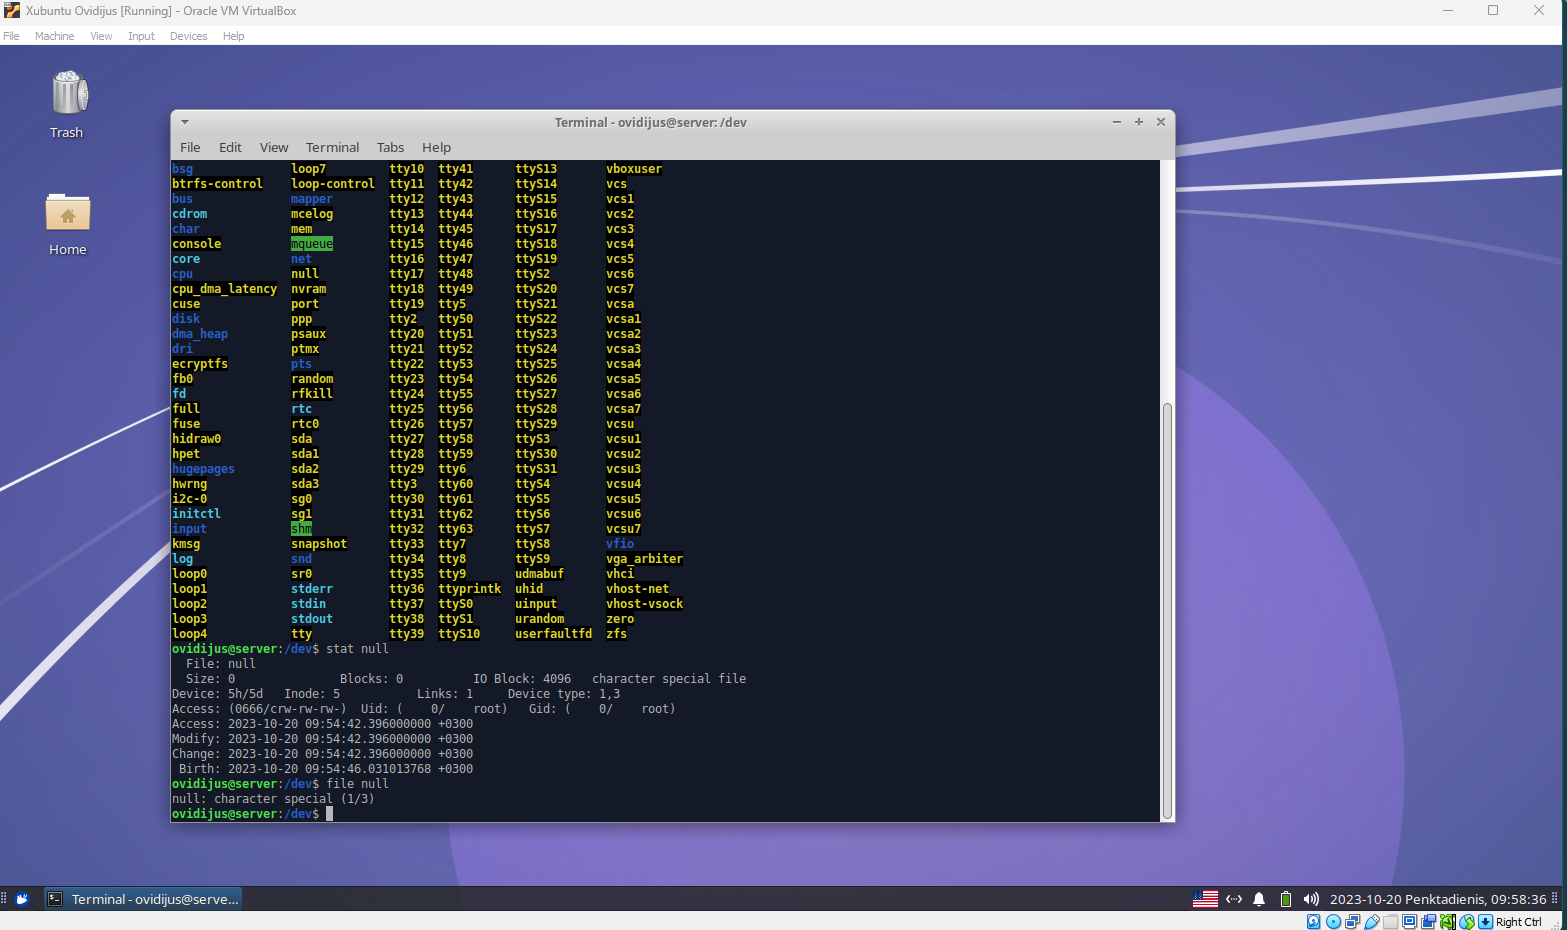 Xubuntu Ovidijus [Running] - Oracle VM VirtualBox
File Machine View Input Devices Help
Trash
Home
Terminal - ovidijus@server: /dev
File Edit View Terminal Tabs Help
bsg loop7 tty10 tty41 ttyS13 vboxuser
btrfs-control loop-control tty11 tty42 ttyS14 vcs
bus mapper tty12 tty43 ttyS15 vcs1
cdrom mcelog tty13 tty44 ttyS16 vcs2
char mem tty14 tty45 ttyS17 vcs3
console mqueue tty15 tty46 ttyS18 vcs4
core net tty16 tty47 ttyS19 vcs5
cpu null tty17 tty48 ttyS2 vcs6
cpu_dma_latency nvram tty18 tty49 ttyS20 vcs7
cuse port tty19 tty5 ttyS21 vcsa
disk ppp tty2 tty50 ttyS22 vcsa1
dma_heap psaux tty20 tty51 ttyS23 vcsa2
dri ptmx tty21 tty52 ttyS24 vcsa3
ecryptfs pts tty22 tty53 ttyS25 vcsa4
fb0 random tty23 tty54 ttyS26 vcsa5
fd rfkill tty24 tty55 ttyS27 vcsa6
full rtc tty25 tty56 ttyS28 vcsa7
fuse rtc0 tty26 tty57 ttyS29 vcsu
hidraw0 sda tty27 tty58 ttyS3 vcsu1
hpet sda1 tty28 tty59 ttyS30 vcsu2
hugepages sda2 tty29 tty6 ttyS31 vcsu3
hwrng sda3 tty3 tty60 ttyS4 vcsu4
i2c-0 sg0 tty30 tty61 ttyS5 vcsu5
initctl sg1 tty31 tty62 ttyS6 vcsu6
input shm tty32 tty63 ttyS7 vcsu7
kmsg snapshot tty33 tty7 ttyS8 vfio
log snd tty34 tty8 ttyS9 vga_arbiter
loop0 sr0 tty35 tty9 udmabuf vhci
loop1 stderr tty36 ttyprintk uhid vhost-net
loop2 stdin tty37 ttyS0 uinput vhost-vsock
loop3 stdout tty38 ttyS1 urandom zero
loop4 tty tty39 ttyS10 userfaultfd zfs
ovidijus@server:/dev$ stat null
File: null
Size: 0 Blocks: 0 IO Block: 4096 character special file
Device: 5h/5d Inode: 5 Links: 1 Device type: 1,3
Access: (0666/crw-rw-rw-) Uid: ( 0/ root) Gid: ( 0/ root)
Access: 2023-10-20 09:54:42.396000000 +0300
Modify: 2023-10-20 09:54:42.396000000 +0300
Change: 2023-10-20 09:54:42.396000000 +0300
Birth: 2023-10-20 09:54:46.031013768 +0300
ovidijus@server:/dev$ file null
null: character special (1/3)
ovidijus@server:/dev$
Terminal - ovidijus@serve...
2023-10-20 Penktadienis, 09:58:36
Right Ctrl